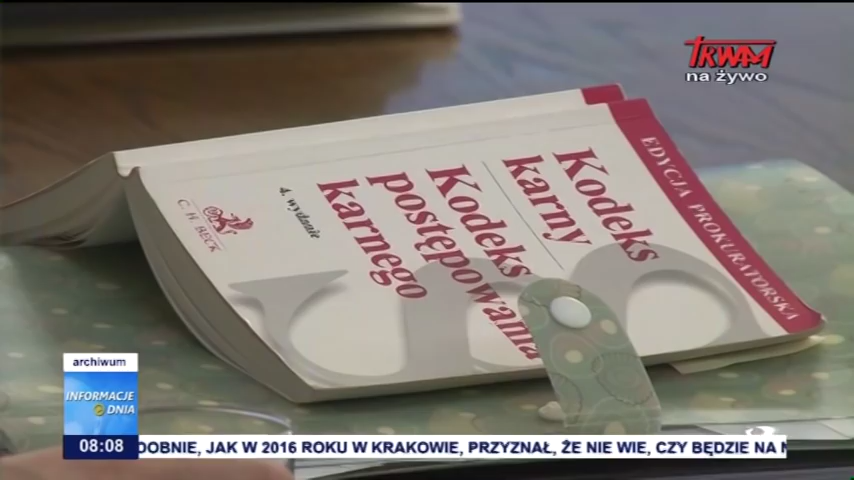 TRWAM
na żywo
EDYCJA PROKURATORSKA
Kodeks
karny
Kodeks
postępowania
karnego
4. wydanie
C. H. BECK
archiwum
INFORMACJE
DNIA
08:08
DOBNIE, JAK W 2016 ROKU W KRAKOWIE, PRZYZNAŁ, ŻE NIE WIE, CZY BĘDZIE NA